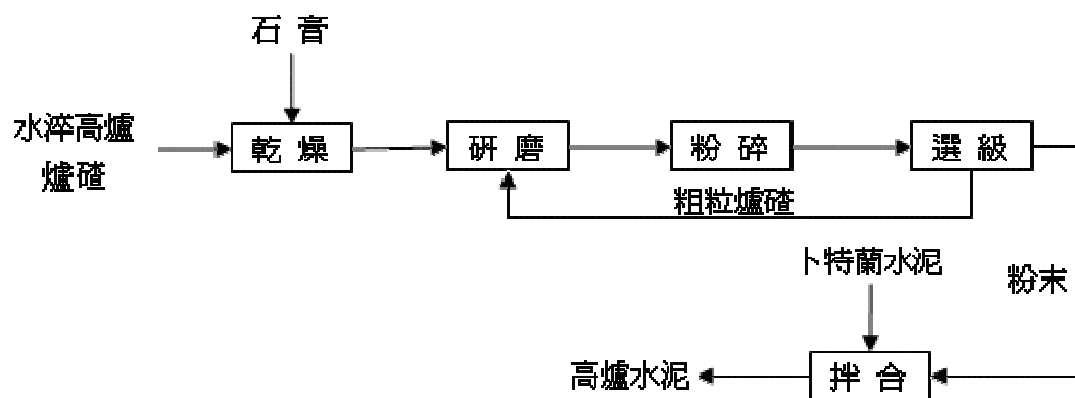 石 膏
水淬高爐
爐碴
乾 燥
研 磨
粉 碎
選 級
粗粒爐碴
卜特蘭水泥
粉末
高爐水泥
拌 合